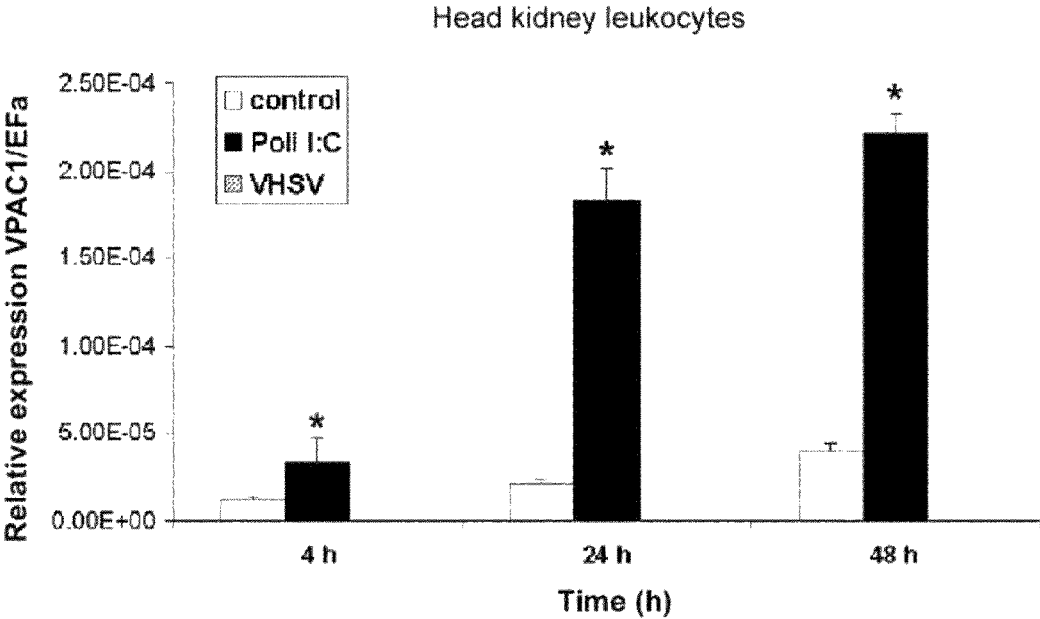 Head kidney leukocytes
Relative expression VPAC1/EFa
2.50E-04
2.00E-04
1.50E-04
1.00E-04
5.00E-05
0.00E+00
control
Poli I:C
VHSV
*
*
*
4 h
24 h
48 h
Time (h)